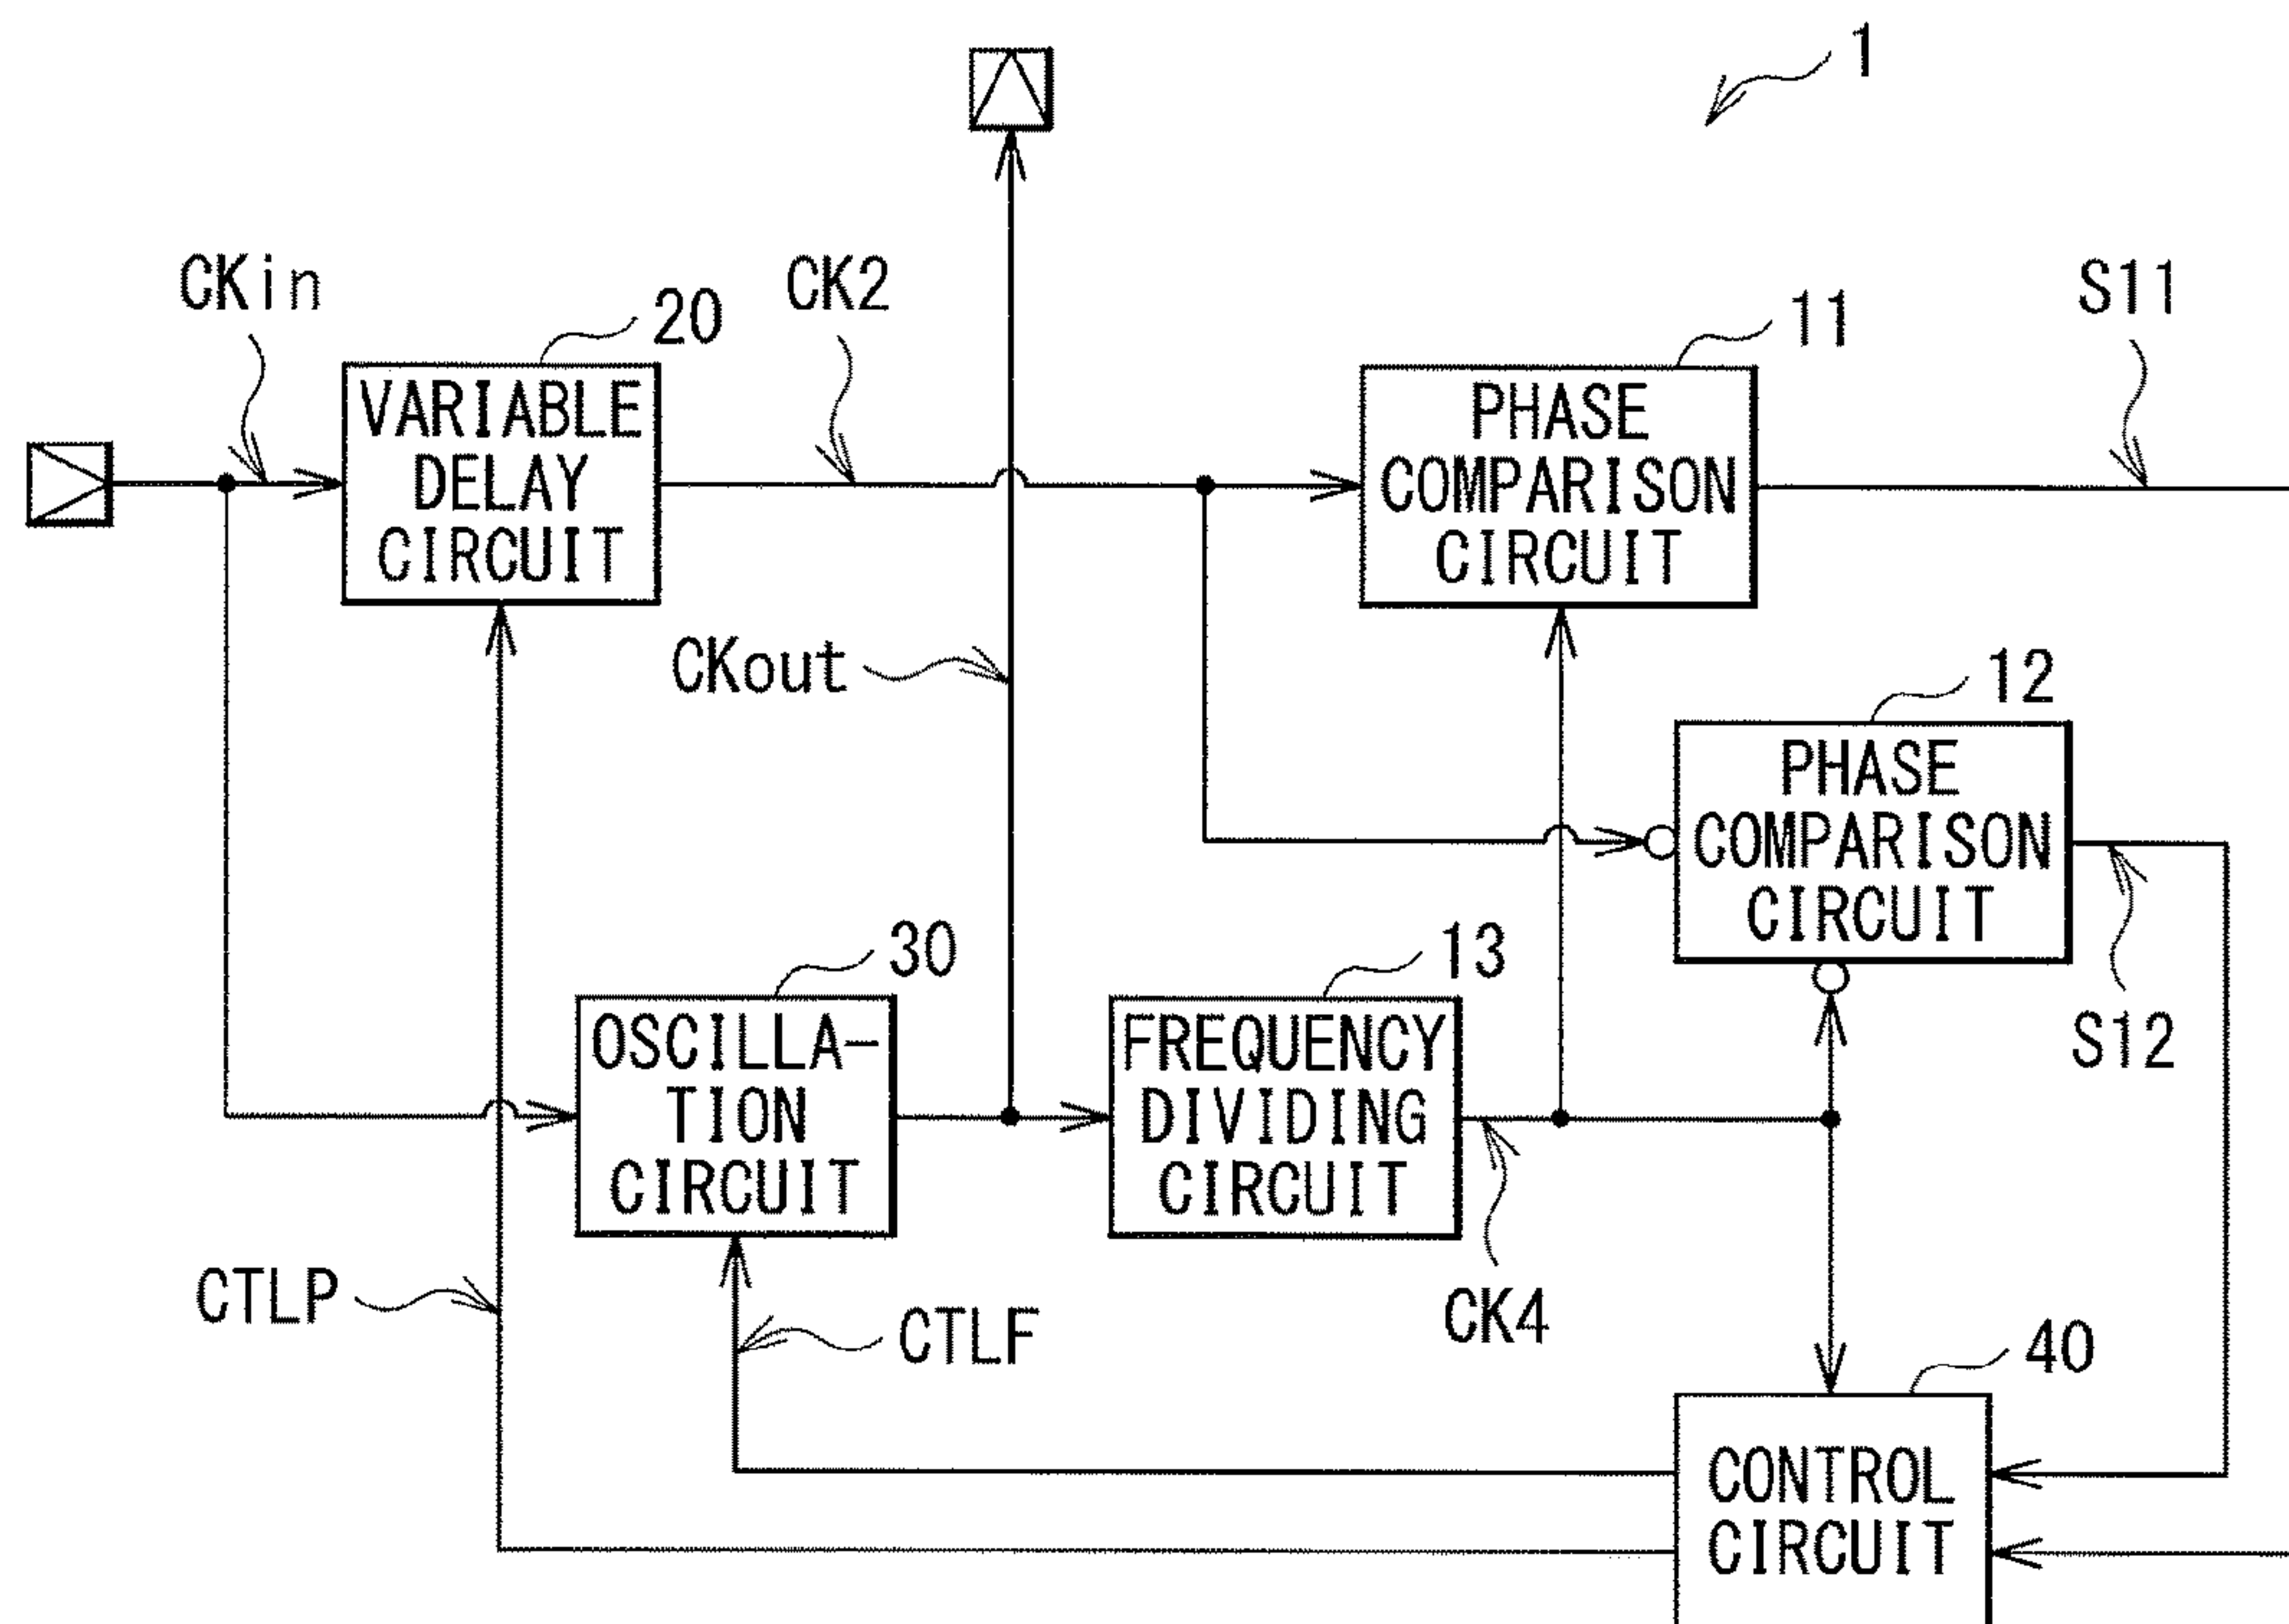 1
CKin
20
CK2
11
S11
VARIABLE
DELAY
CIRCUIT
PHASE
COMPARISON
CIRCUIT
CKout
12
PHASE
COMPARISON
CIRCUIT
30
13
S12
OSCILLA-
TION
CIRCUIT
FREQUENCY
DIVIDING
CIRCUIT
CTLP
CTLF
CK4
40
CONTROL
CIRCUIT